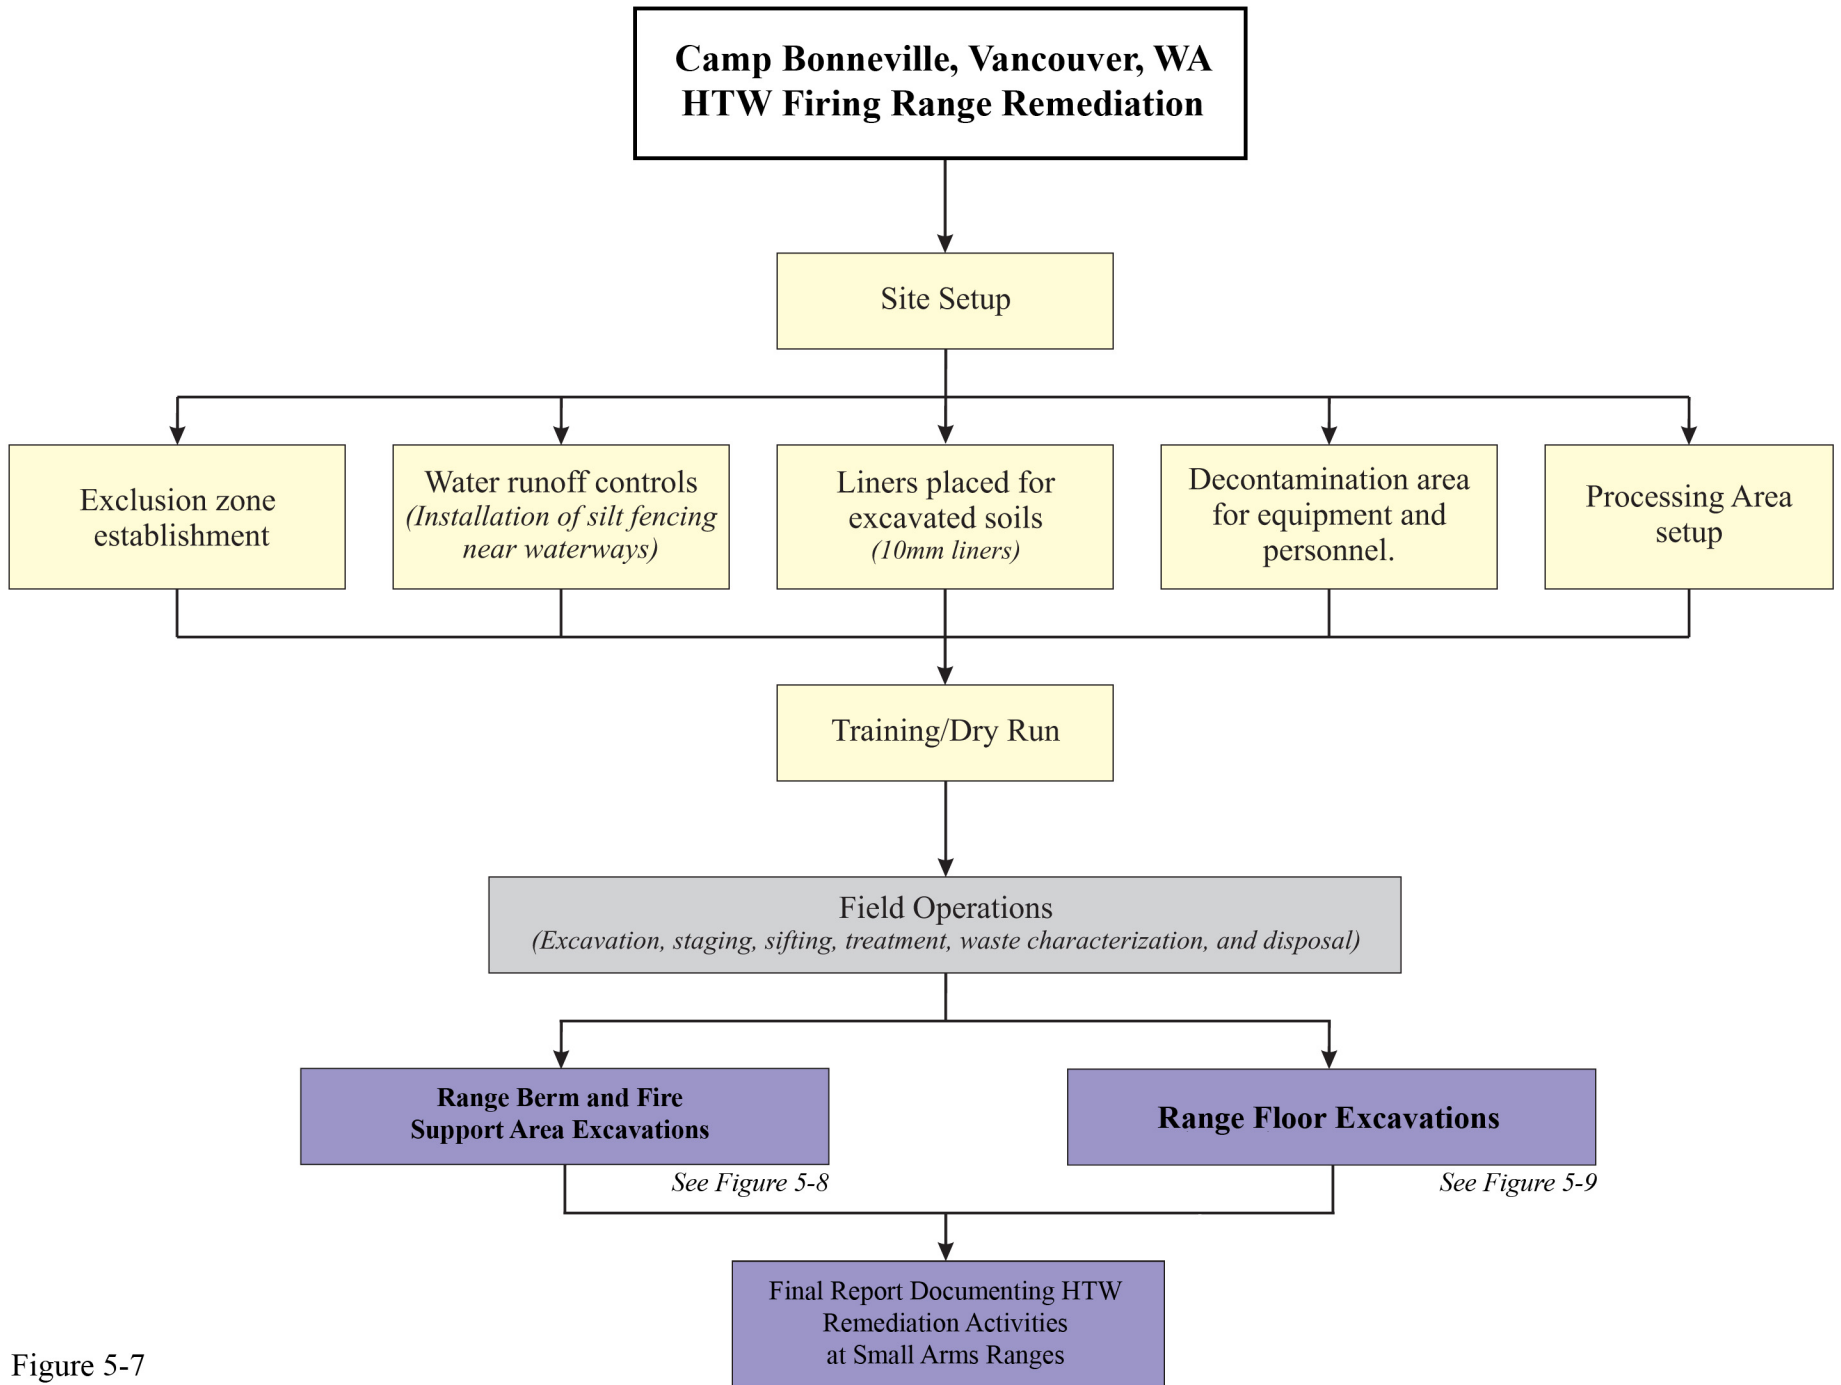 Camp Bonneville, Vancouver, WA
HTW Firing Range Remediation
Site Setup
Exclusion zone
establishment
Water runoff controls
(Installation of silt fencing
near waterways)
Liners placed for
excavated soils
(10mm liners)
Decontamination area
for equipment and
personnel.
Processing Area
setup
Training/Dry Run
Field Operations
(Excavation, staging, sifting, treatment, waste characterization, and disposal)
Range Berm and Fire
Support Area Excavations
See Figure 5-8
Range Floor Excavations
See Figure 5-9
Final Report Documenting HTW
Remediation Activities
at Small Arms Ranges
Figure 5-7